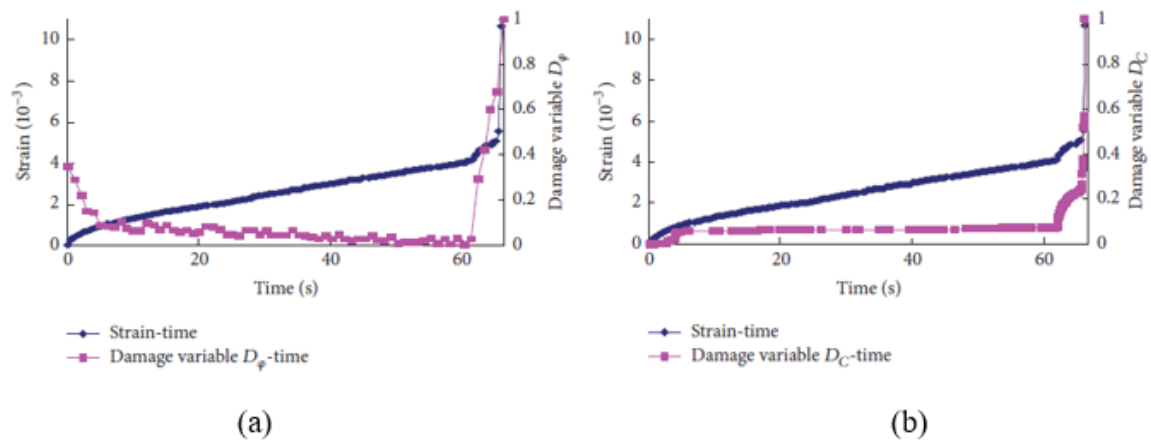 10
8
6
4
2
0
Strain (10⁻³)
1
0.8
0.6
0.4
0.2
0
Damage variable Dφ
0
20
40
60
Time (s)
Strain-time
Damage variable Dφ-time
(a)
10
8
6
4
2
0
Strain (10⁻³)
1
0.8
0.6
0.4
0.2
0
Damage variable DC
0
20
40
60
Time (s)
Strain-time
Damage variable DC-time
(b)